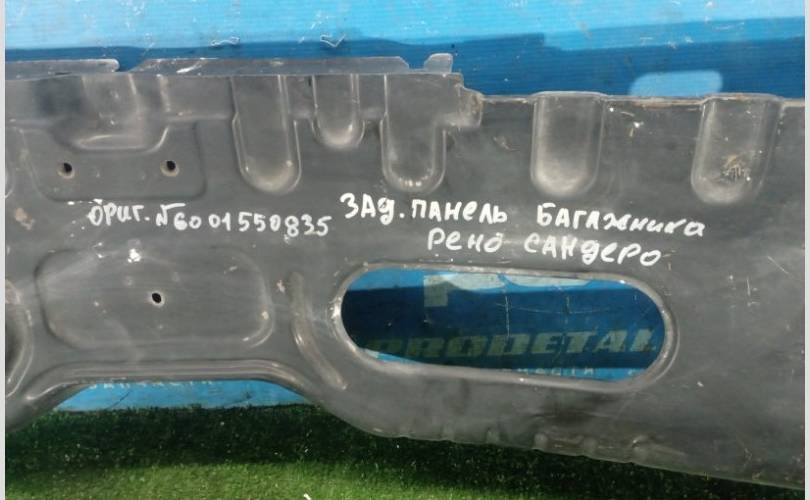 ОРИГ. №6001550835
ЗАД. ПАНЕЛЬ БАГАЖНИКА
РЕНО САНДЕРО
PRODETAL